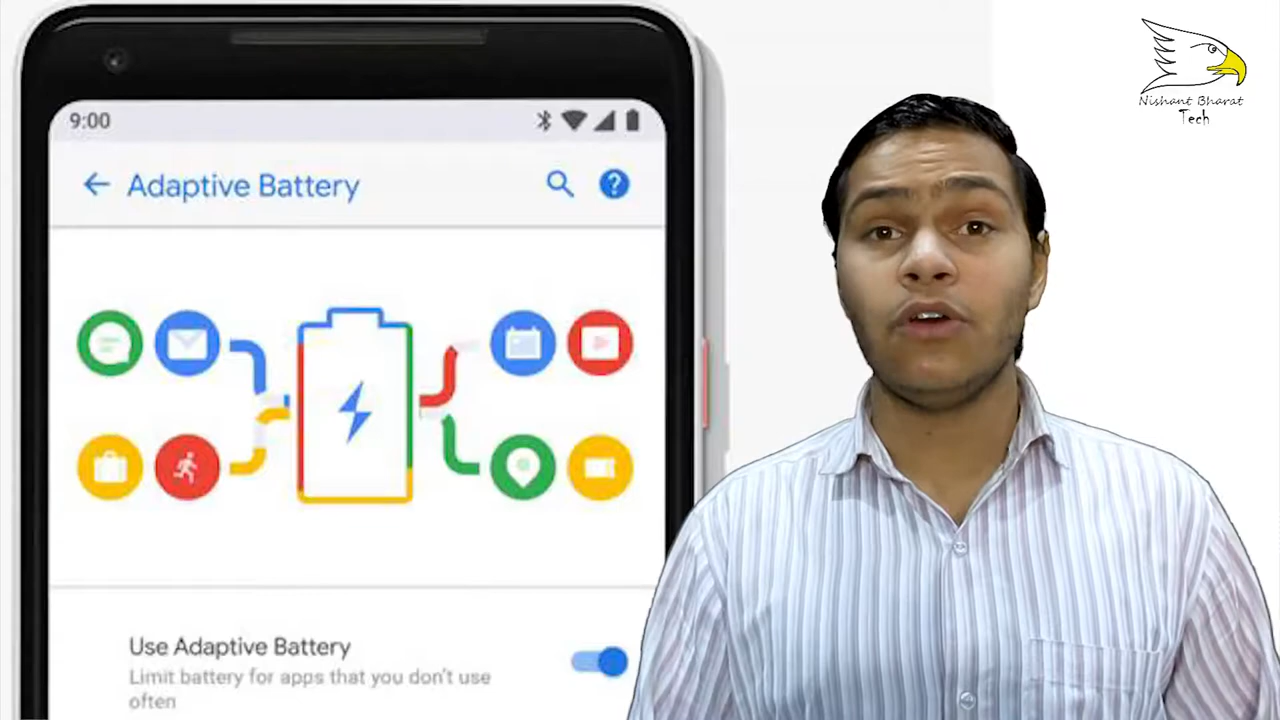 9:00
Adaptive Battery
Use Adaptive Battery
Limit battery for apps that you don't use
often
Nishant Bharat
Tech